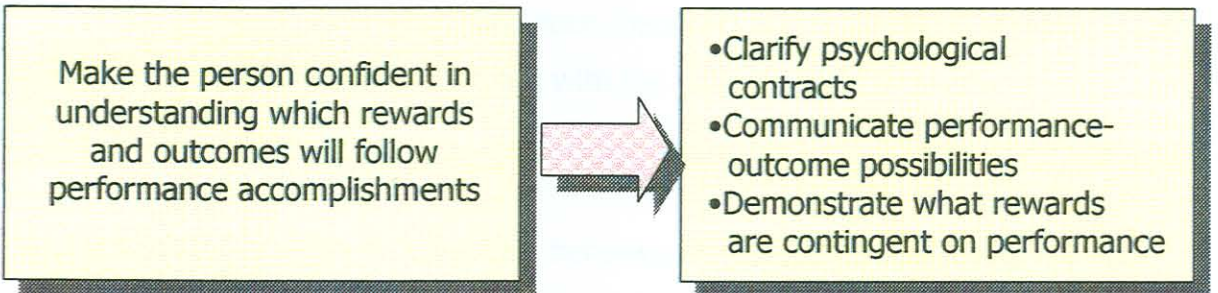 Make the person confident in
understanding which rewards
and outcomes will follow
performance accomplishments
•Clarify psychological
contracts
•Communicate performance-
outcome possibilities
•Demonstrate what rewards
are contingent on performance